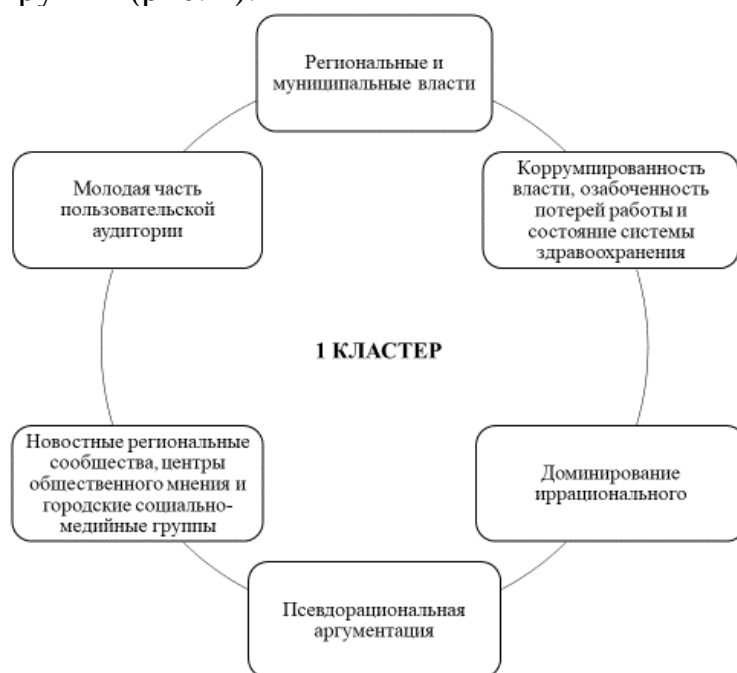 Региональные и
муниципальные власти
Коррумпированность
власти, озабоченность
потерей работы и
состояние системы
здравоохранения
Доминирование
иррационального
Псевдорациональная
аргументация
Новостные региональные
сообщества, центры
общественного мнения и
городские социально-
медийные группы
Молодая часть
пользовательской
аудитории
1 КЛАСТЕР